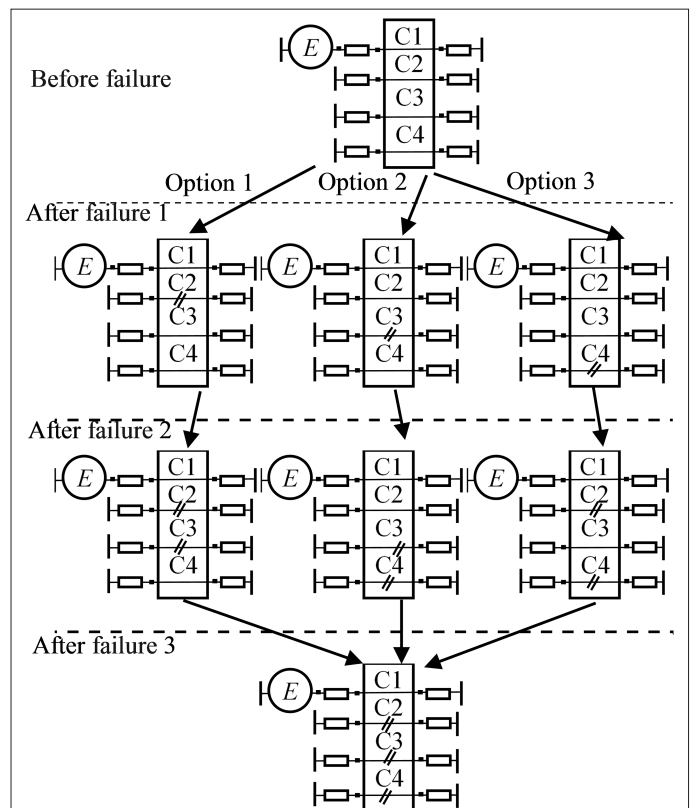 E
C1
C2
C3
C4
Before failure
Option 1 Option 2 Option 3
After failure 1
E C1 E C1 E C1
C2 C2 C2
C3 C3 C3
C4 C4 C4
After failure 2
E C1 E C1 E C1
C2 C2 C2
C3 C3 C3
C4 C4 C4
After failure 3
E C1
C2
C3
C4